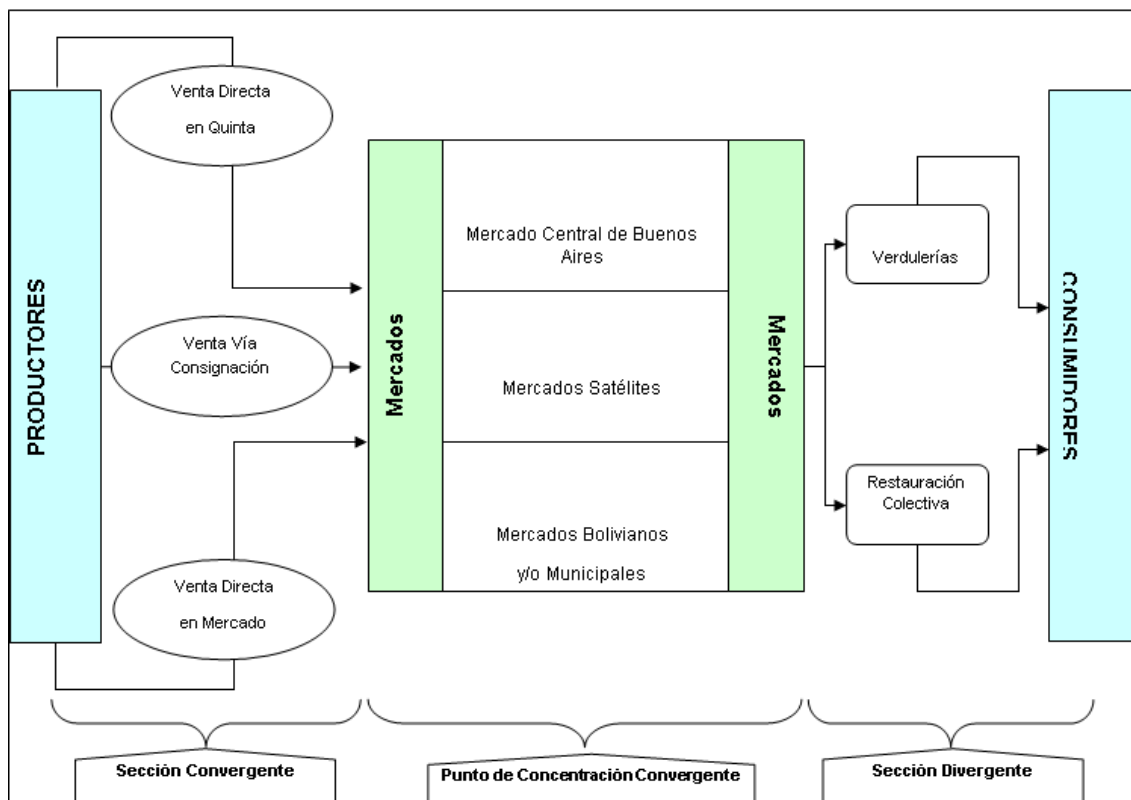 PRODUCTORES
Venta Directa
en Quinta
Venta Vía
Consignación
Venta Directa
en Mercado
Mercados
Mercado Central de Buenos
Aires
Mercados Satélites
Mercados Bolivianos
y/o Municipales
Mercados
Verdulerías
Restauración
Colectiva
CONSUMIDORES
Sección Convergente
Punto de Concentración Convergente
Sección Divergente